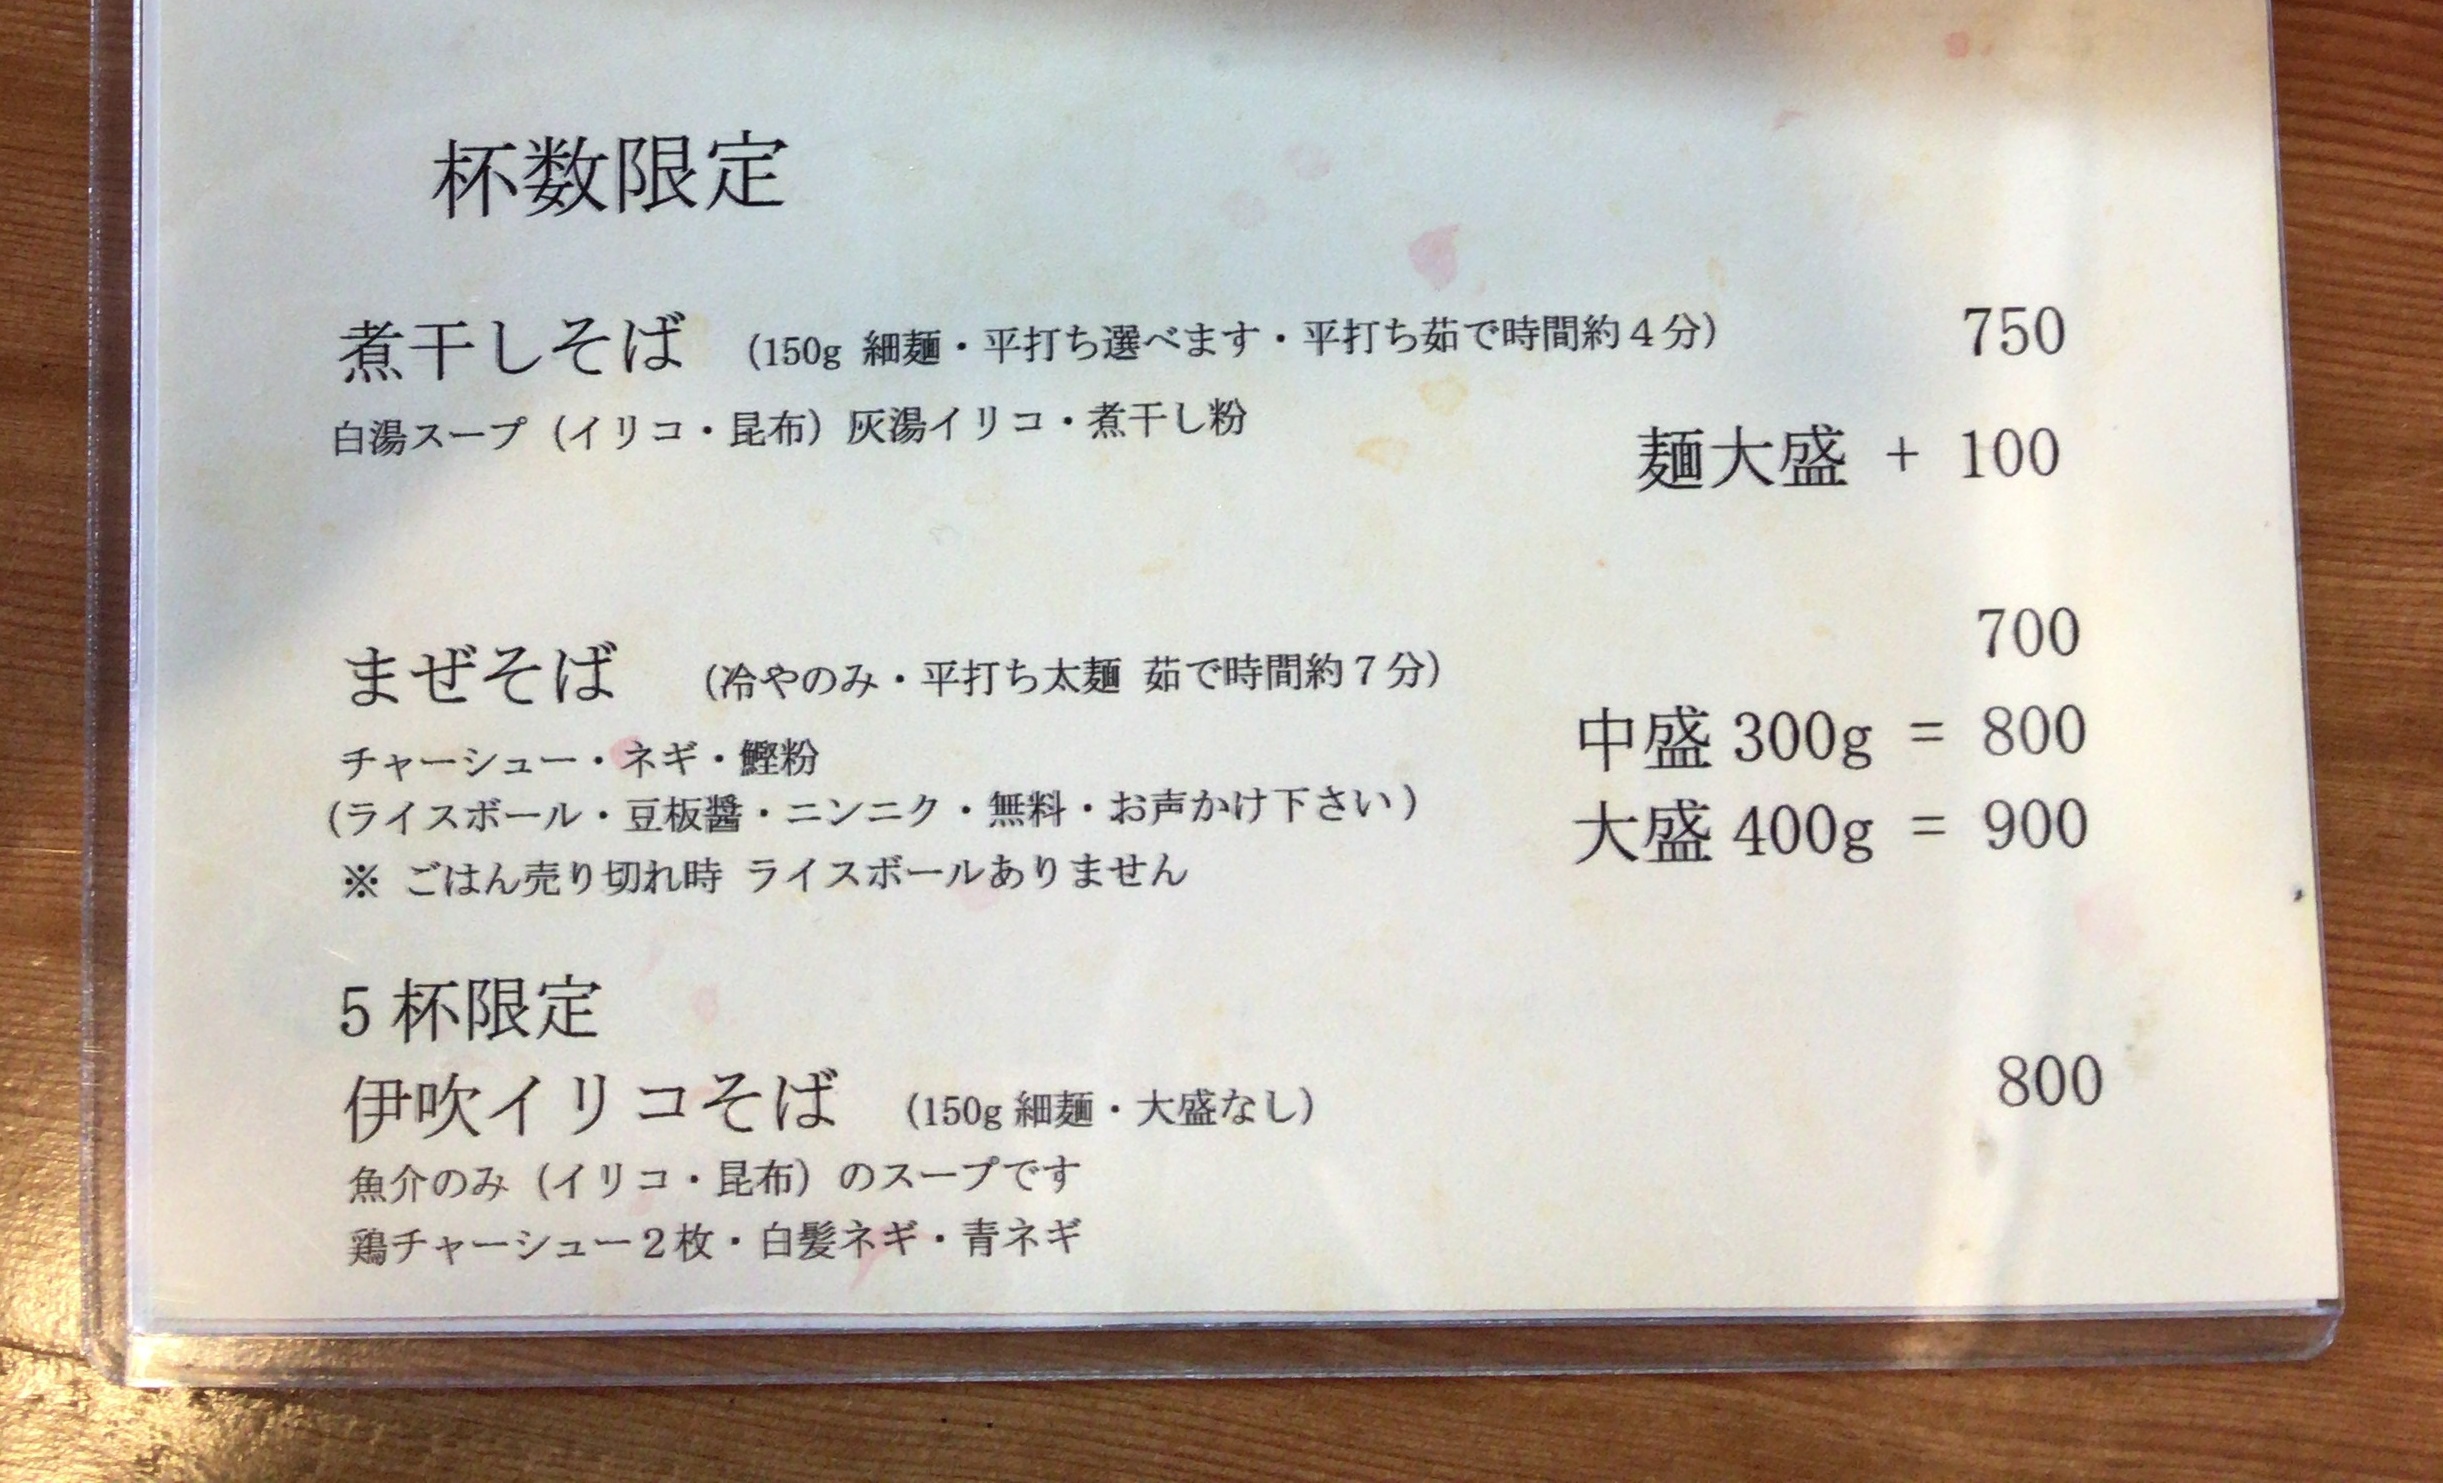 杯数限定
煮干しそば (150g 細麺・平打ち選べます・平打ち茹で時間約4分) 750
白湯スープ(イリコ・昆布)灰湯イリコ・煮干し粉
麺大盛 + 100
700
まぜそば (冷やのみ・平打ち太麺 茹で時間約7分)
中盛 300g = 800
チャーシュー・ネギ・鰹粉
(ライスボール・豆板醤・ニンニク・無料・お声かけ下さい)
大盛 400g = 900
※ ごはん売り切れ時 ライスボールありません
5杯限定
伊吹イリコそば (150g 細麺・大盛なし) 800
魚介のみ(イリコ・昆布)のスープです
鶏チャーシュー2枚・白髪ネギ・青ネギ